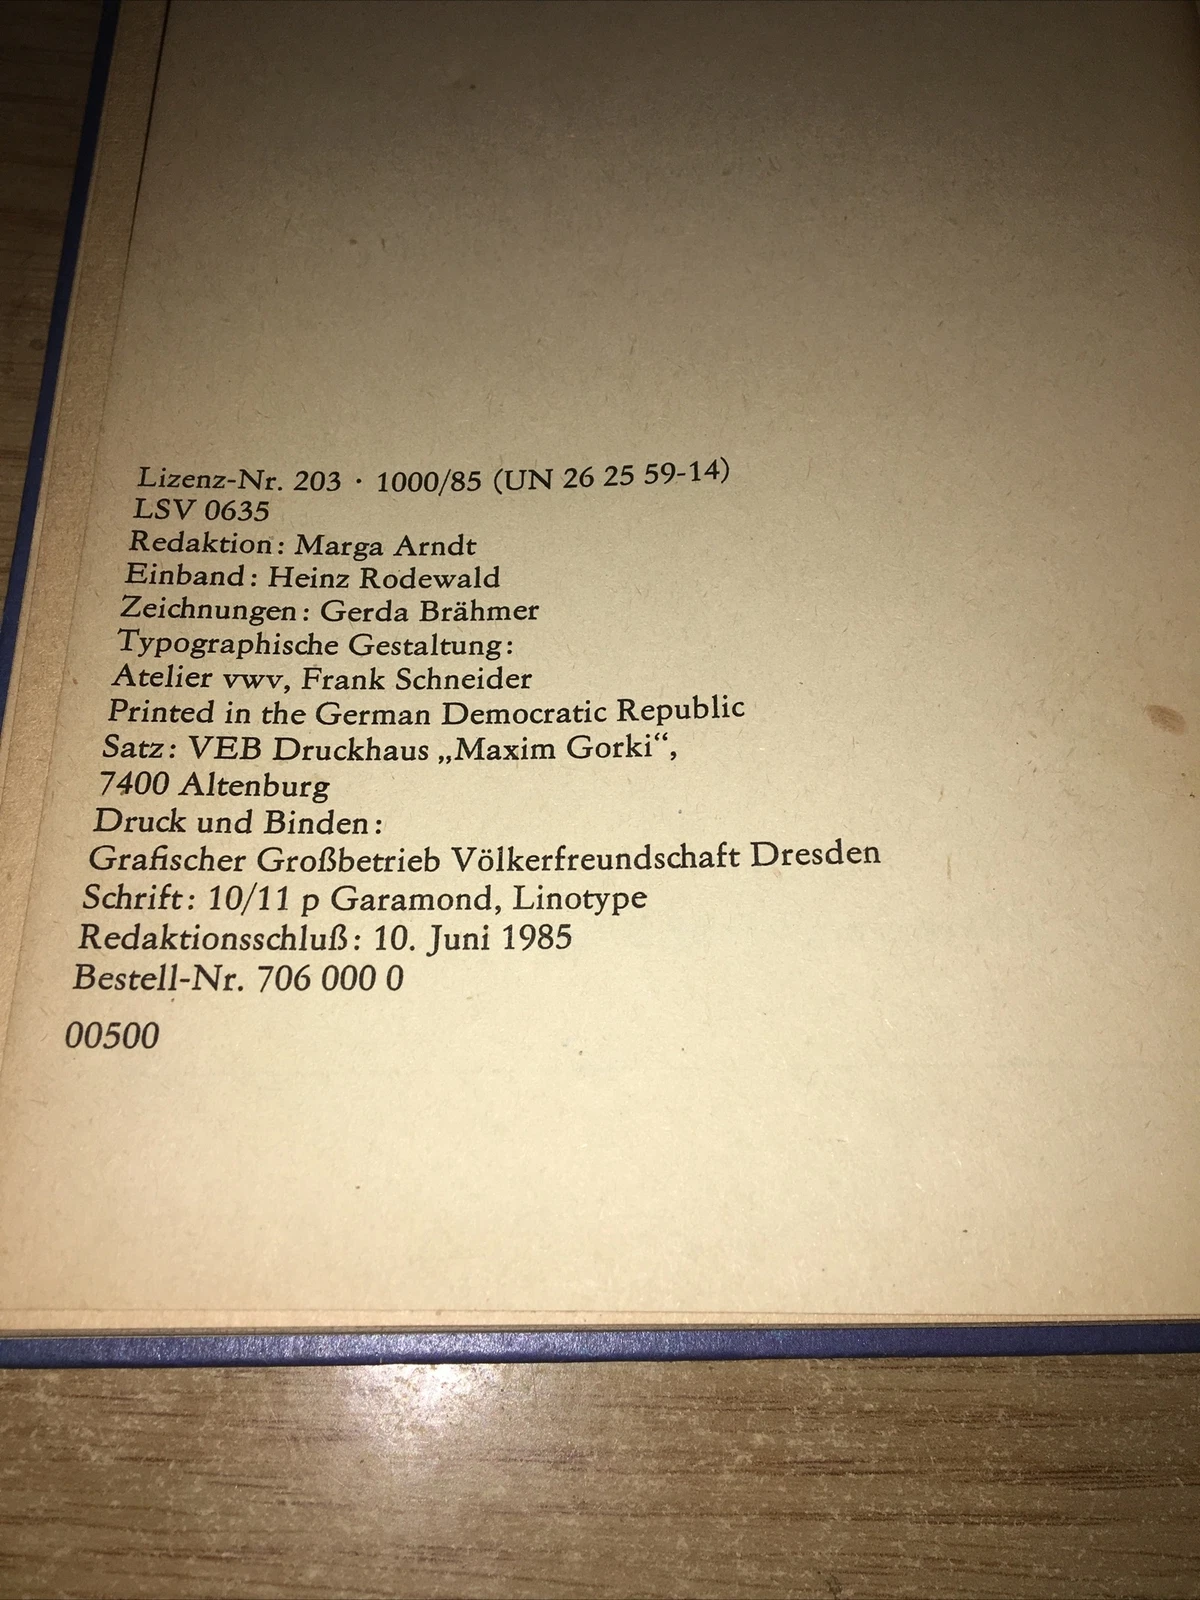 Lizenz-Nr. 203 · 1000/85 (UN 26 25 59-14)
LSV 0635
Redaktion: Marga Arndt
Einband: Heinz Rodewald
Zeichnungen: Gerda Brähmer
Typographische Gestaltung:
Atelier vwv, Frank Schneider
Printed in the German Democratic Republic
Satz: VEB Druckhaus „Maxim Gorki“,
7400 Altenburg
Druck und Binden:
Grafischer Großbetrieb Völkerfreundschaft Dresden
Schrift: 10/11 p Garamond, Linotype
Redaktionsschluß: 10. Juni 1985
Bestell-Nr. 706 000 0
00500